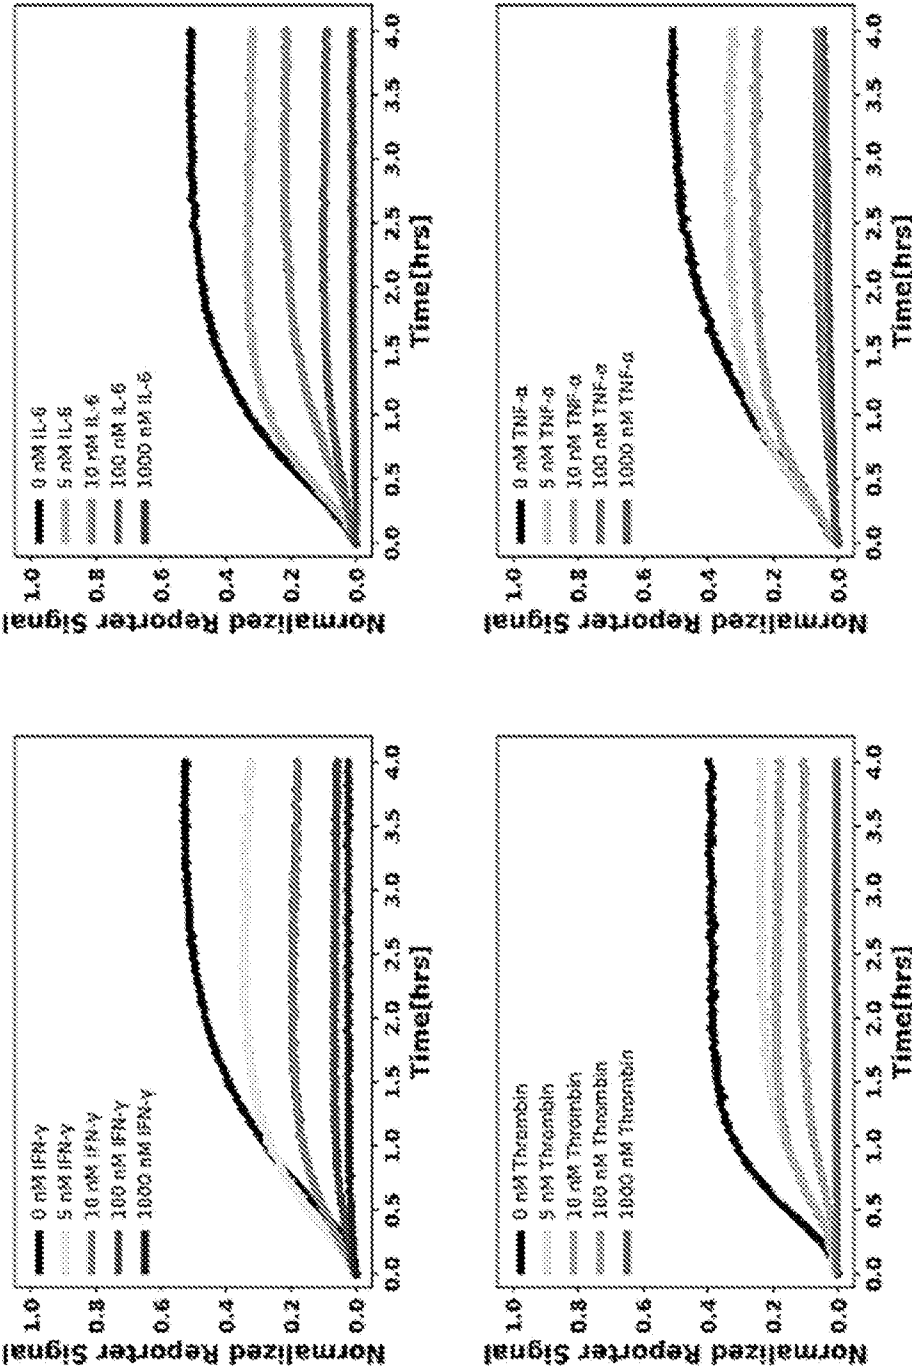 Normalized Reporter Signal
1.0
0.8
0.6
0.4
0.2
0.0
0 nM IFN-γ
5 nM IFN-γ
10 nM IFN-γ
100 nM IFN-γ
1000 nM IFN-γ
0.0 0.5 1.0 1.5 2.0 2.5 3.0 3.5 4.0
Time[hrs]
Normalized Reporter Signal
1.0
0.8
0.6
0.4
0.2
0.0
0 nM IL-6
5 nM IL-6
10 nM IL-6
100 nM IL-6
1000 nM IL-6
0.0 0.5 1.0 1.5 2.0 2.5 3.0 3.5 4.0
Time[hrs]
Normalized Reporter Signal
1.0
0.8
0.6
0.4
0.2
0.0
0 nM Thrombin
5 nM Thrombin
10 nM Thrombin
100 nM Thrombin
1000 nM Thrombin
0.0 0.5 1.0 1.5 2.0 2.5 3.0 3.5 4.0
Time[hrs]
Normalized Reporter Signal
1.0
0.8
0.6
0.4
0.2
0.0
0 nM TNF-α
5 nM TNF-α
10 nM TNF-α
100 nM TNF-α
1000 nM TNF-α
0.0 0.5 1.0 1.5 2.0 2.5 3.0 3.5 4.0
Time[hrs]